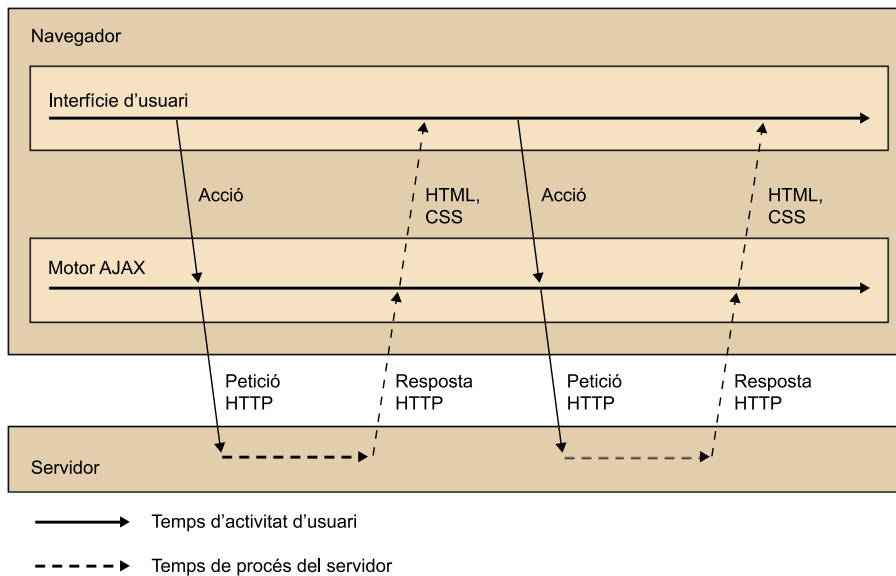 Navegador
Interfície d'usuari
Acció
HTML,
CSS
Acció
HTML,
CSS
Motor AJAX
Petició
HTTP
Resposta
HTTP
Petició
HTTP
Resposta
HTTP
Servidor
Temps d'activitat d'usuari
Temps de procés del servidor